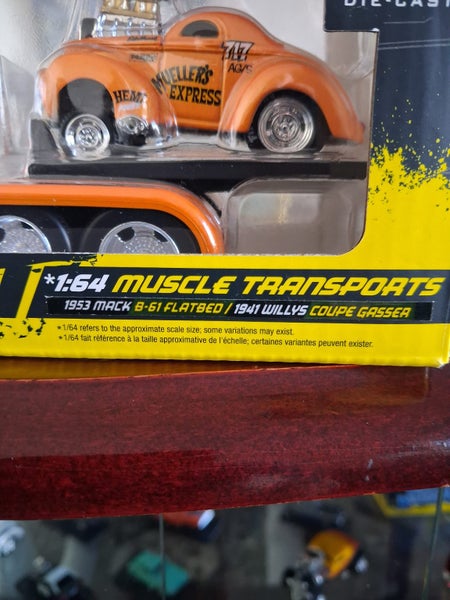 DIE-CAST
717
AG/S
MUELLER'S
EXPRESS
HEMI
*1:64 MUSCLE TRANSPORTS
1953 MACK B-61 FLATBED / 1941 WILLYS COUPE GASSER
*1/64 refers to the approximate scale size; some variations may exist.
*1/64 fait référence à la taille approximative de l'échelle; certaines variantes peuvent exister.